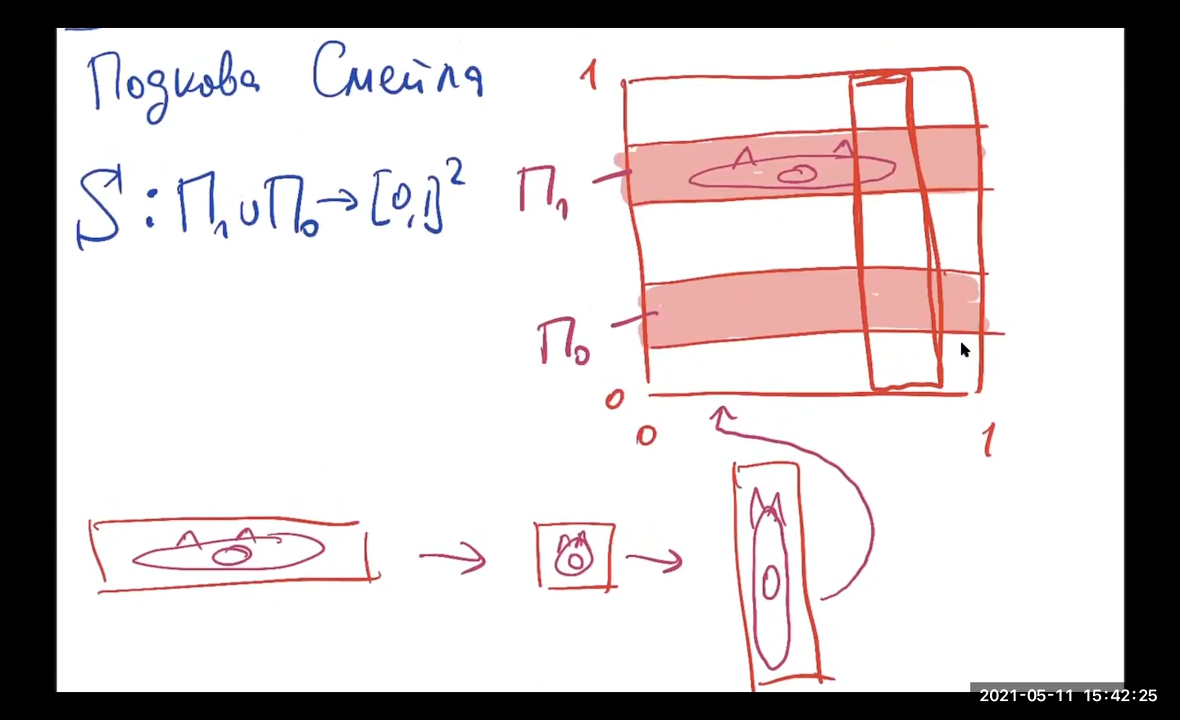 Подкова Смейла
S : П₁ ∪ П₀ → [0,1]²
1
П₁
П₀
0
0
1
2021-05-11 15:42:25